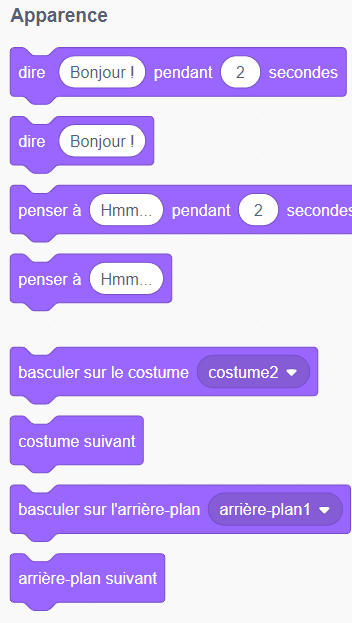 Apparence
dire Bonjour ! pendant 2 secondes
dire Bonjour !
penser à Hmm... pendant 2 secondes
penser à Hmm...
basculer sur le costume costume2
costume suivant
basculer sur l'arrière-plan arrière-plan1
arrière-plan suivant